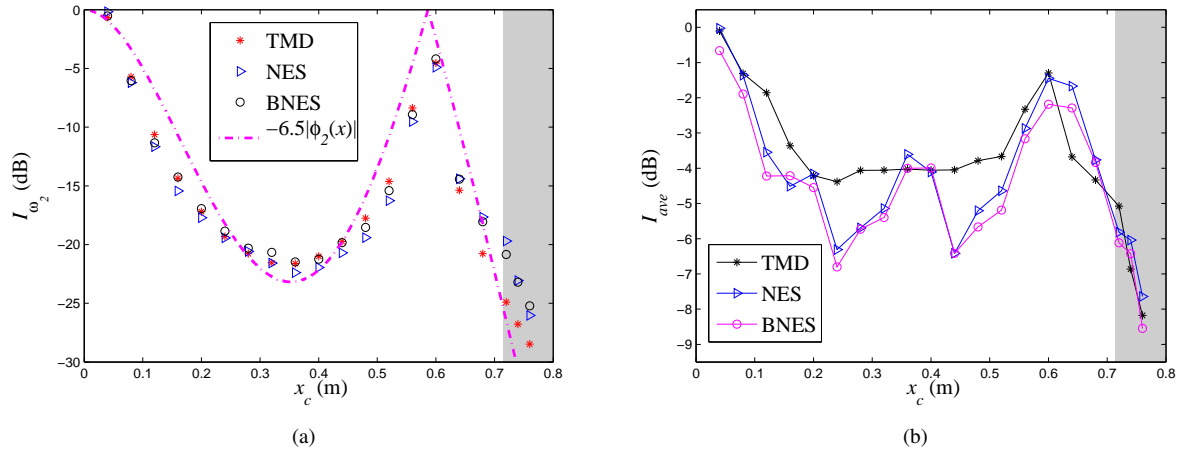 0
−5
−10
−15
−20
−25
−30
I_ω₂ (dB)
TMD
NES
BNES
−6.5|ϕ₂(x)|
0 0.1 0.2 0.3 0.4 0.5 0.6 0.7 0.8
x_c (m)
(a)
0
−1
−2
−3
−4
−5
−6
−7
−8
−9
I_ave (dB)
TMD
NES
BNES
0 0.1 0.2 0.3 0.4 0.5 0.6 0.7 0.8
x_c (m)
(b)